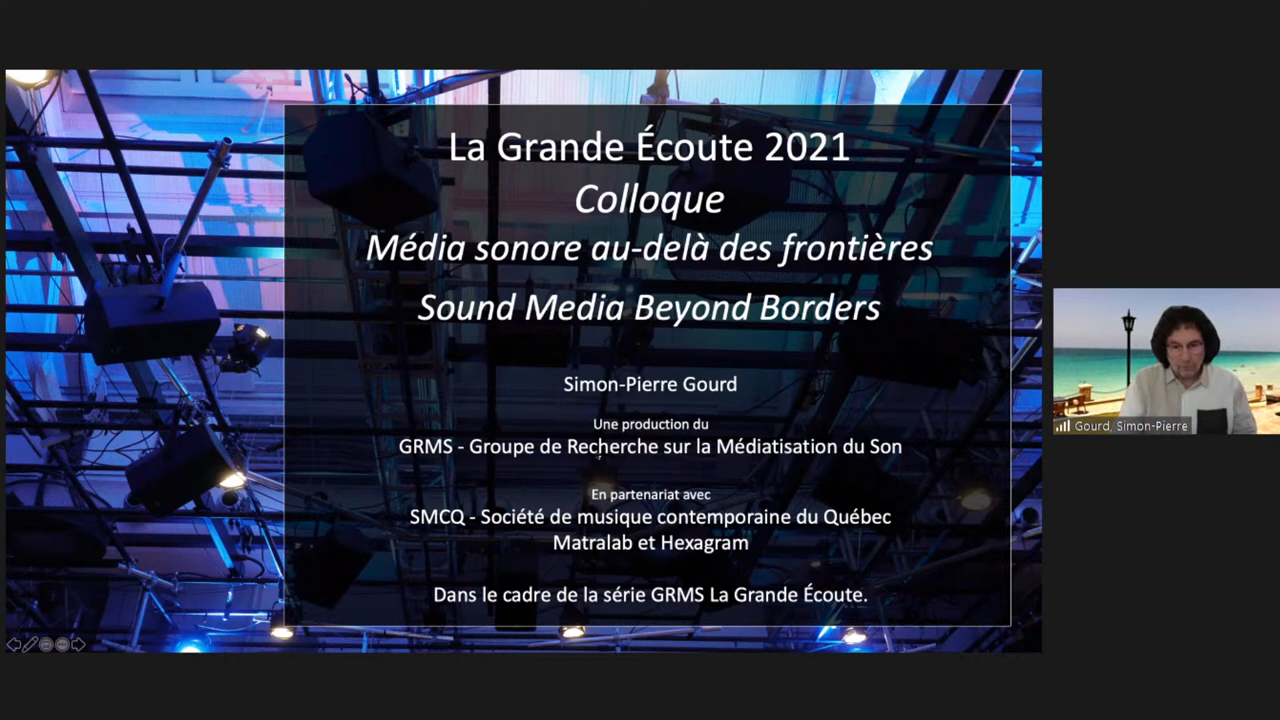 La Grande Écoute 2021
Colloque
Média sonore au-delà des frontières
Sound Media Beyond Borders
Simon-Pierre Gourd
Une production du
GRMS - Groupe de Recherche sur la Médiatisation du Son
En partenariat avec
SMCQ - Société de musique contemporaine du Québec
Matralab et Hexagram
Dans le cadre de la série GRMS La Grande Écoute.
Gourd, Simon-Pierre